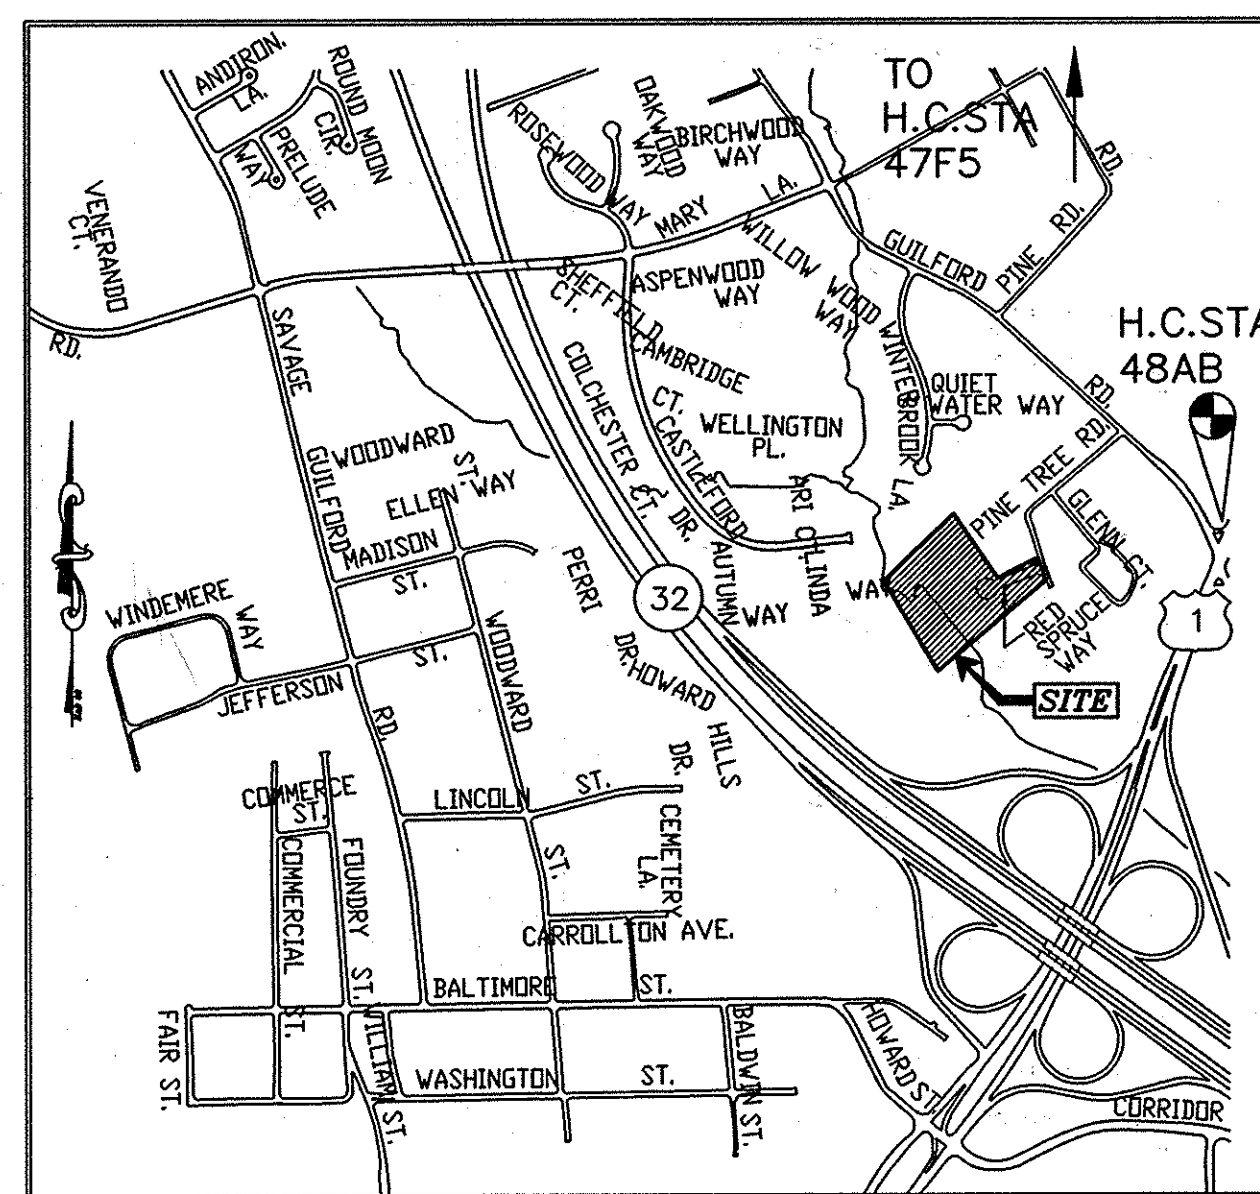 ANDIRON.
LA.
ROUND MOON
CIR.
PRELUDE
WAY
VENERANDO
CT.
RD.
SAVAGE
GUILFORD
RD.
OAKWOOD
WAY
BIRCHWOOD
WAY
ROSEWOOD WAY
MARY LA.
TO
H.C.STA
47F5
RD.
PINE RD.
GUILFORD
RD.
WILLOW WOOD
WAY
ASPENWOOD
WAY
SHEFFIELD
CT.
CAMBRIDGE
CT.
COLCHESTER CT.
CASTLEFORD
DR.
WELLINGTON
PL.
WINTERBROOK LA.
QUIET
WATER WAY
H.C.STA
48AB
PINE TREE RD.
GLENN CT.
RED
SPRUCE
WAY
1
SITE
WOODWARD
ST.
ELLEN WAY
MADISON
ST.
PERRI
DR.
32
AUTUMN
WAY
LINDA
WAY
WINDEMERE
WAY
JEFFERSON
ST.
WOODWARD
ST.
HOWARD HILLS
DR.
COMMERCE
ST.
LINCOLN ST.
CEMETERY
LA.
COMMERCIAL
ST.
FOUNDRY
ST.
CARROLLTON AVE.
BALTIMORE ST.
FAIR ST.
WILLIAM ST.
WASHINGTON ST.
BALDWIN ST.
HOWARD ST.
CORRIDOR